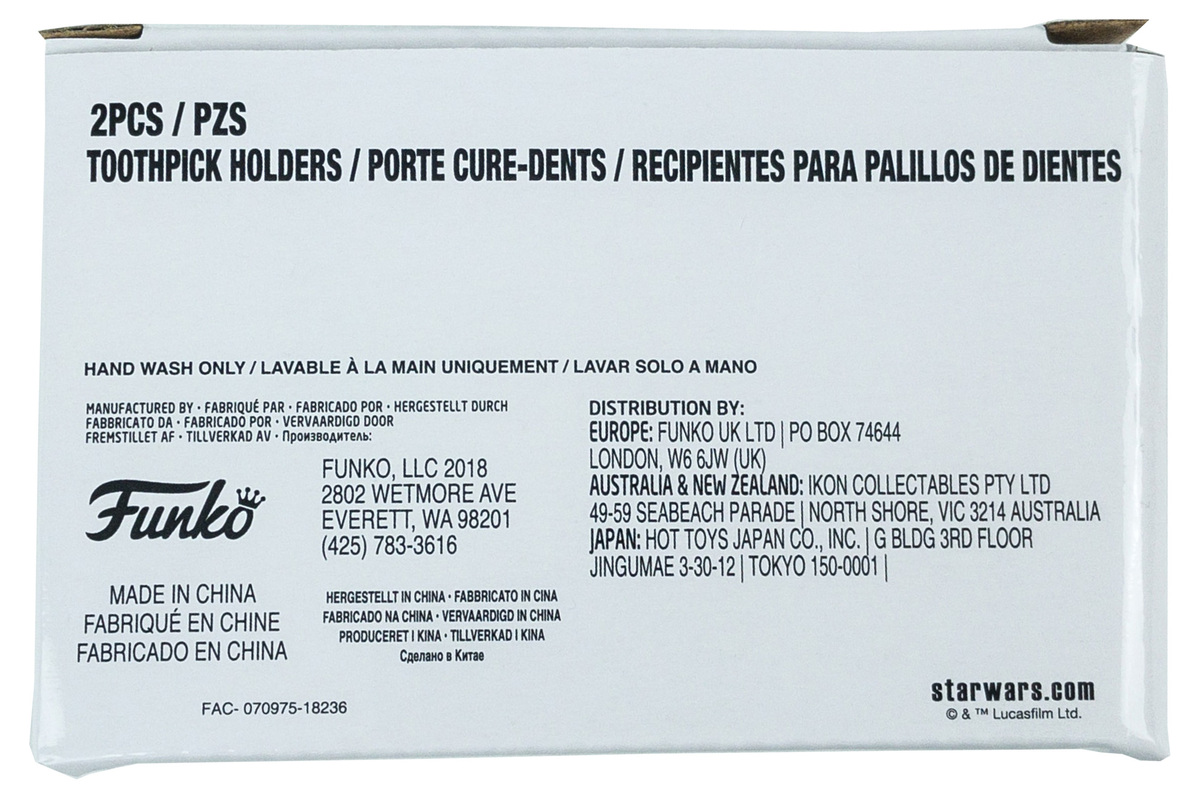 2PCS / PZS
TOOTHPICK HOLDERS / PORTE CURE-DENTS / RECIPIENTES PARA PALILLOS DE DIENTES
HAND WASH ONLY / LAVABLE À LA MAIN UNIQUEMENT / LAVAR SOLO A MANO
MANUFACTURED BY · FABRIQUÉ PAR · FABRICADO POR · HERGESTELLT DURCH
FABBRICATO DA · FABRICADO POR · VERVAARDIGD DOOR
FREMSTILLET AF · TILLVERKAD AV · Производитель:
Funko
FUNKO, LLC 2018
2802 WETMORE AVE
EVERETT, WA 98201
(425) 783-3616
MADE IN CHINA
FABRIQUÉ EN CHINE
FABRICADO EN CHINA
HERGESTELLT IN CHINA · FABBRICATO IN CINA
FABRICADO NA CHINA · VERVAARDIGD IN CHINA
PRODUCERET I KINA · TILLVERKAD I KINA
Сделано в Китае
FAC- 070975-18236
DISTRIBUTION BY:
EUROPE: FUNKO UK LTD | PO BOX 74644
LONDON, W6 6JW (UK)
AUSTRALIA & NEW ZEALAND: IKON COLLECTABLES PTY LTD
49-59 SEABEACH PARADE | NORTH SHORE, VIC 3214 AUSTRALIA
JAPAN: HOT TOYS JAPAN CO., INC. | G BLDG 3RD FLOOR
JINGUMAE 3-30-12 | TOKYO 150-0001 |
starwars.com
© & ™ Lucasfilm Ltd.